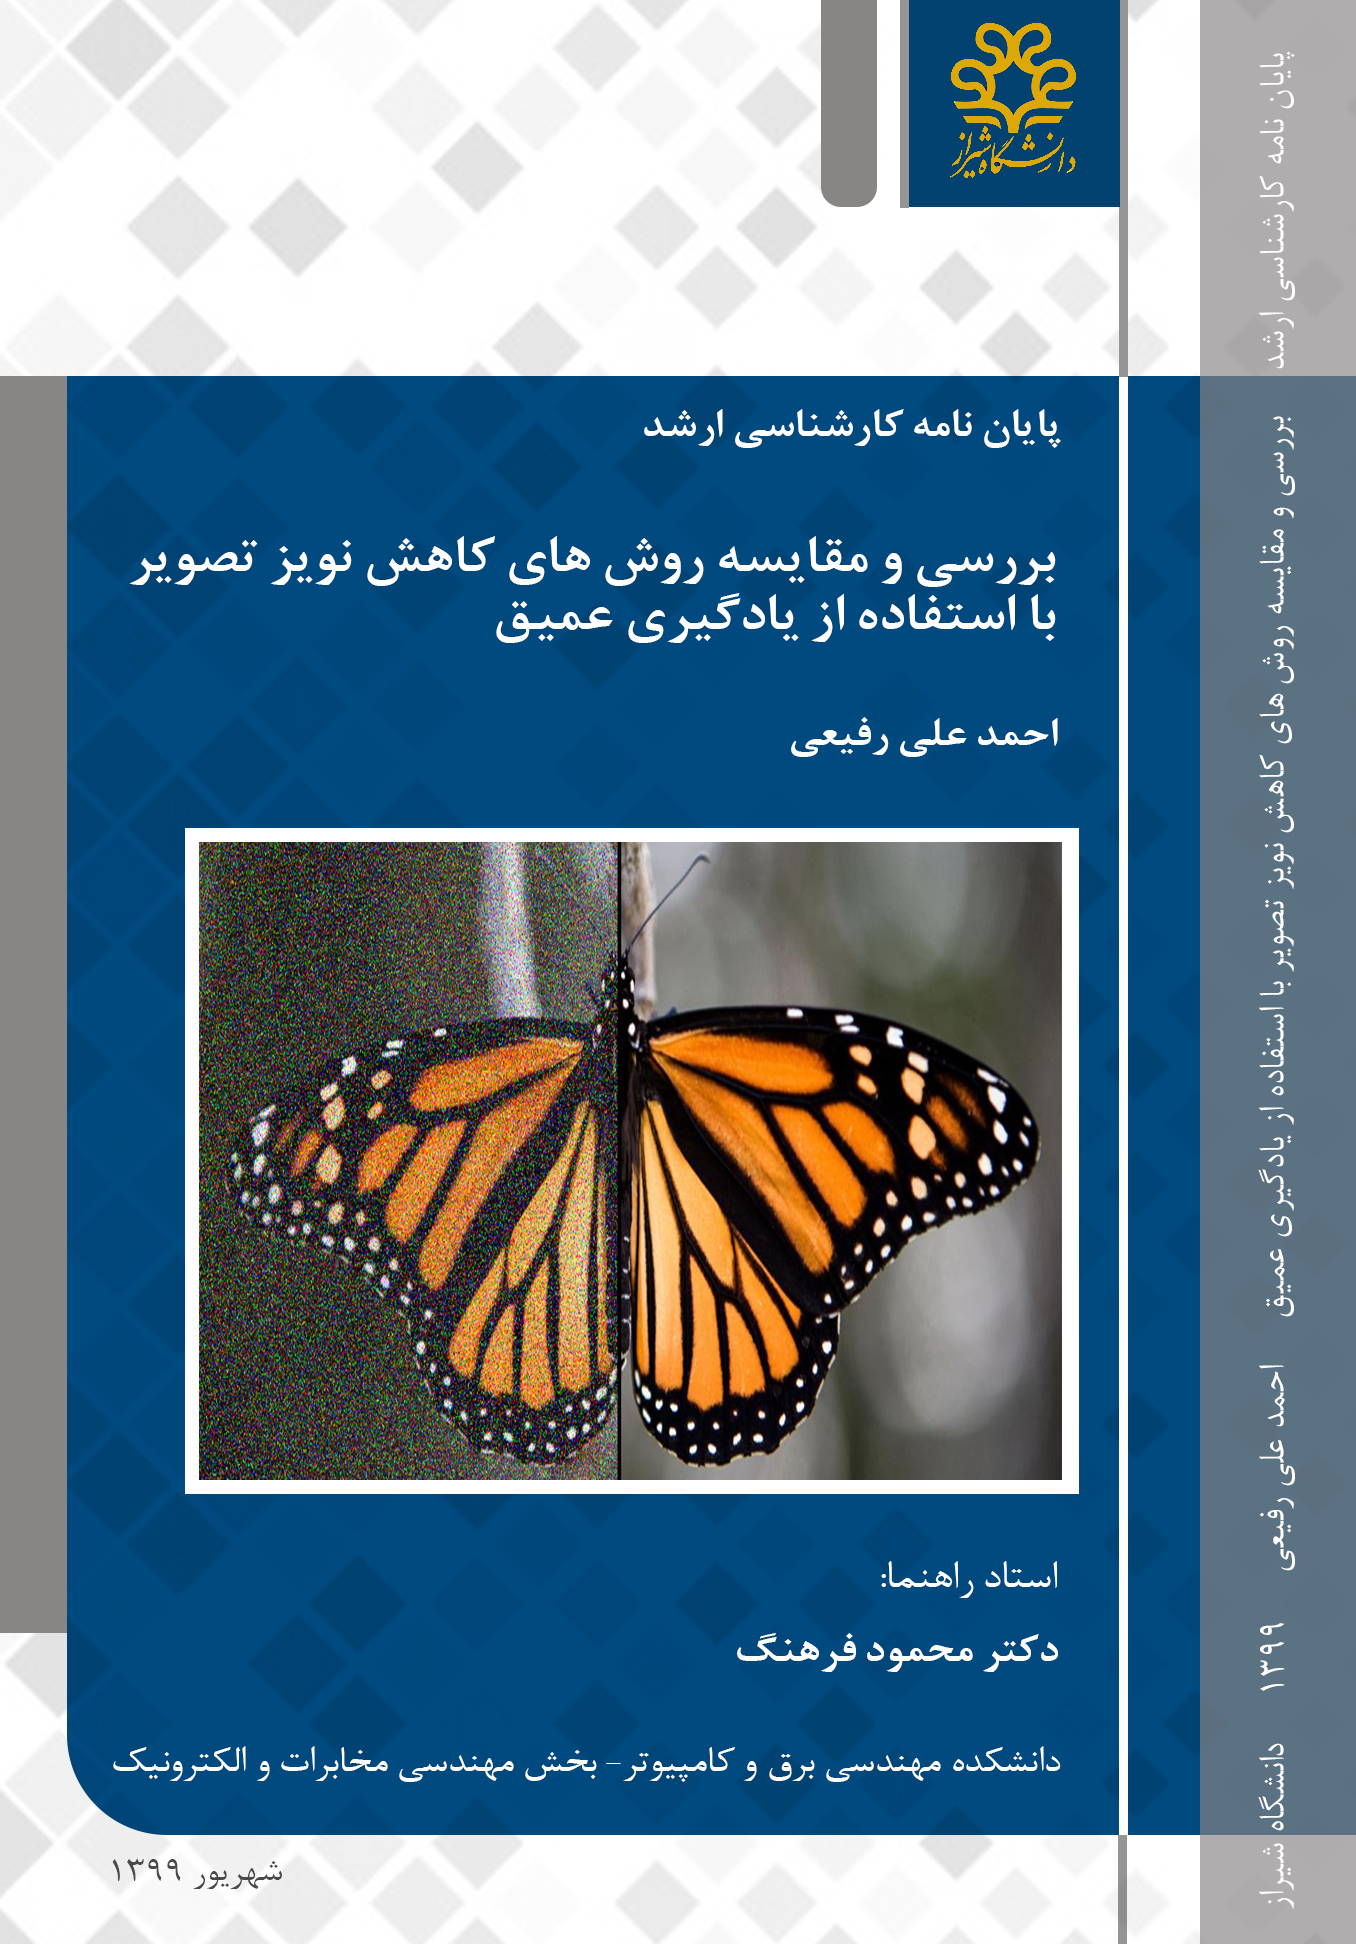 دانشگاه شیراز
پایان نامه کارشناسی ارشد
بررسی و مقایسه روش های کاهش نویز تصویر
با استفاده از یادگیری عمیق
احمد علی رفیعی
استاد راهنما:
دکتر محمود فرهنگ
دانشکده مهندسی برق و کامپیوتر- بخش مهندسی مخابرات و الکترونیک
شهریور ۱۳۹۹
پایان نامه کارشناسی ارشد بررسی و مقایسه روش های کاهش نویز تصویر با استفاده از یادگیری عمیق احمد علی رفیعی ۱۳۹۹ دانشگاه شیراز